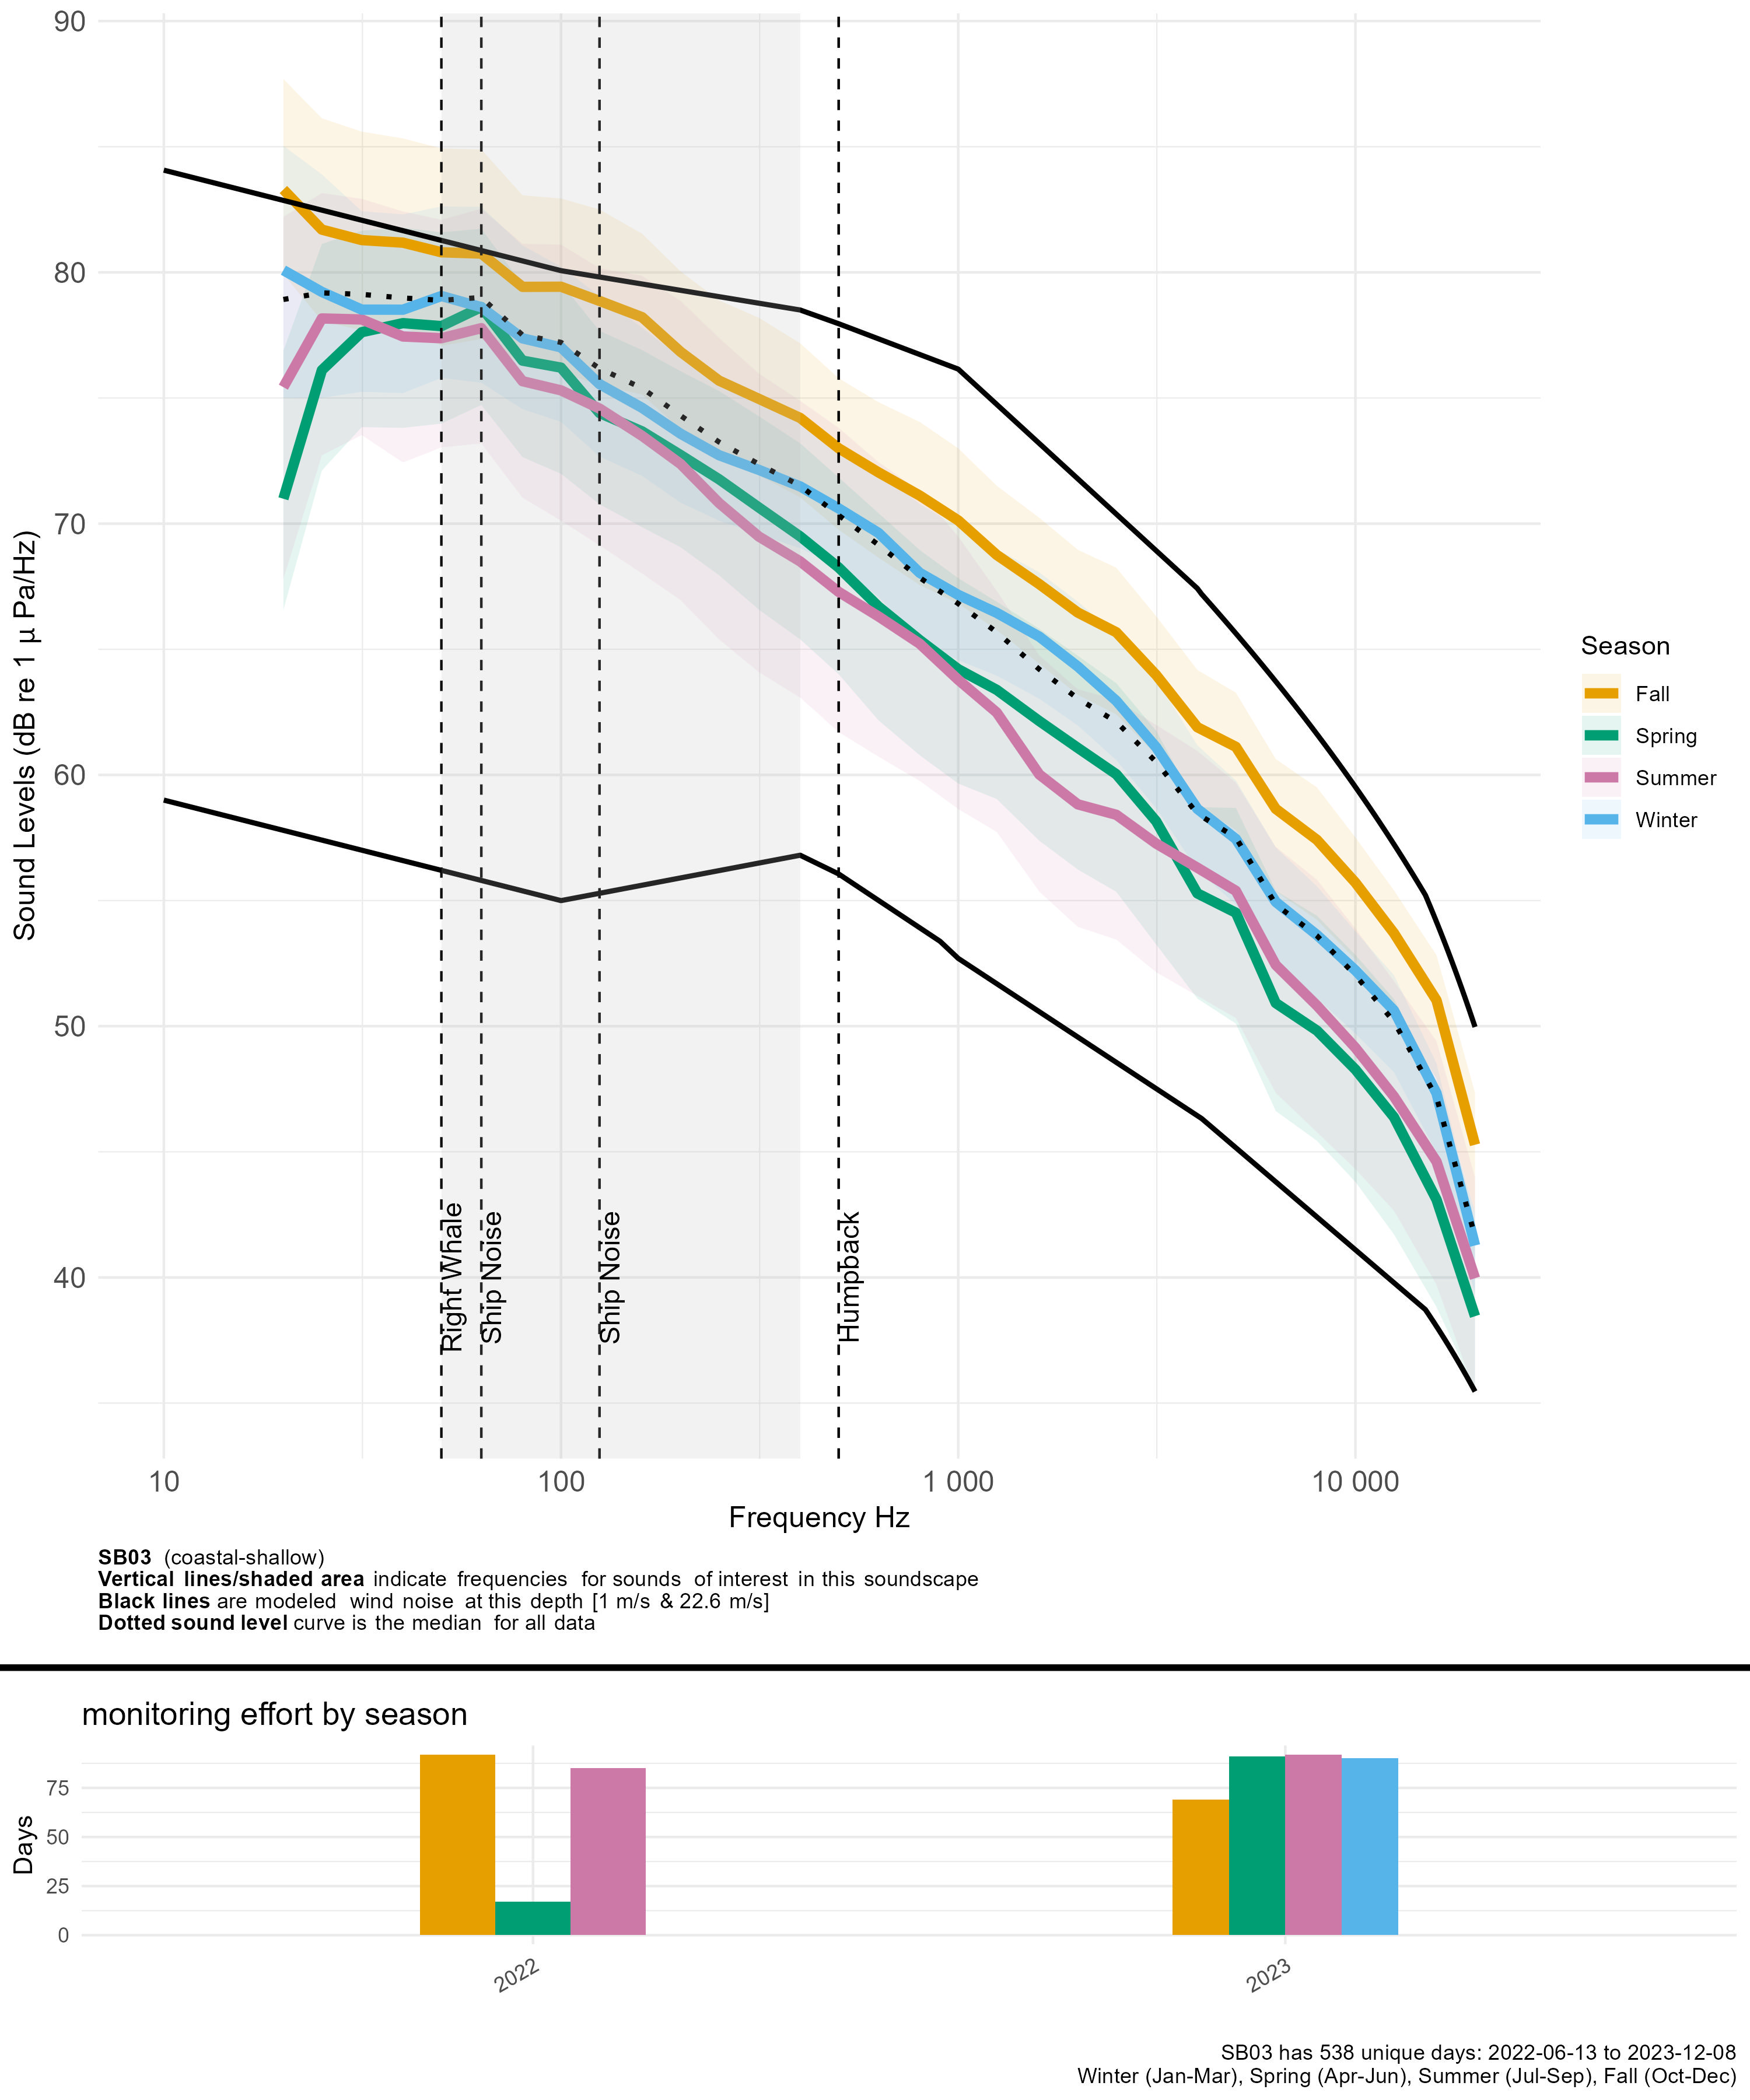 90
80
70
60
50
40
Sound Levels (dB re 1 µ Pa/Hz)
Right Whale
Ship Noise
Ship Noise
Humpback
10
100
1 000
10 000
Frequency Hz
Season
Fall
Spring
Summer
Winter
SB03 (coastal-shallow)
Vertical lines/shaded area indicate frequencies for sounds of interest in this soundscape
Black lines are modeled wind noise at this depth [1 m/s & 22.6 m/s]
Dotted sound level curve is the median for all data
monitoring effort by season
75
50
25
0
Days
2022
2023
SB03 has 538 unique days: 2022-06-13 to 2023-12-08
Winter (Jan-Mar), Spring (Apr-Jun), Summer (Jul-Sep), Fall (Oct-Dec)